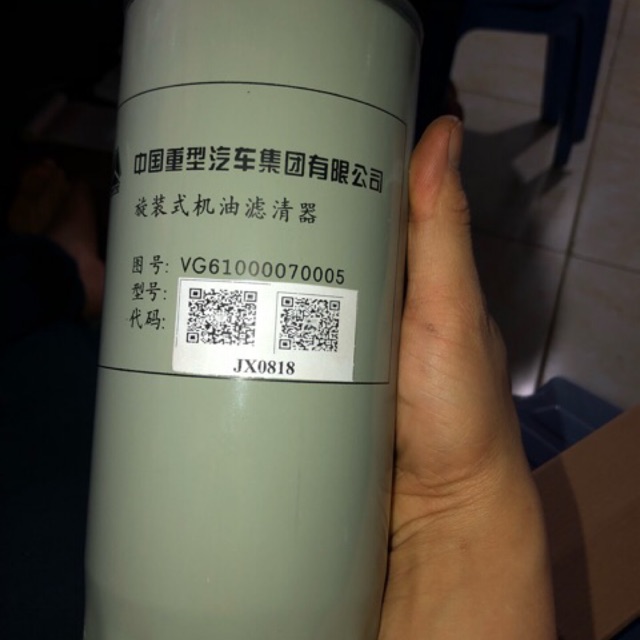 中国重型汽车集团有限公司
旋装式机油滤清器
图号: VG61000070005
型号:
代码:
JX0818